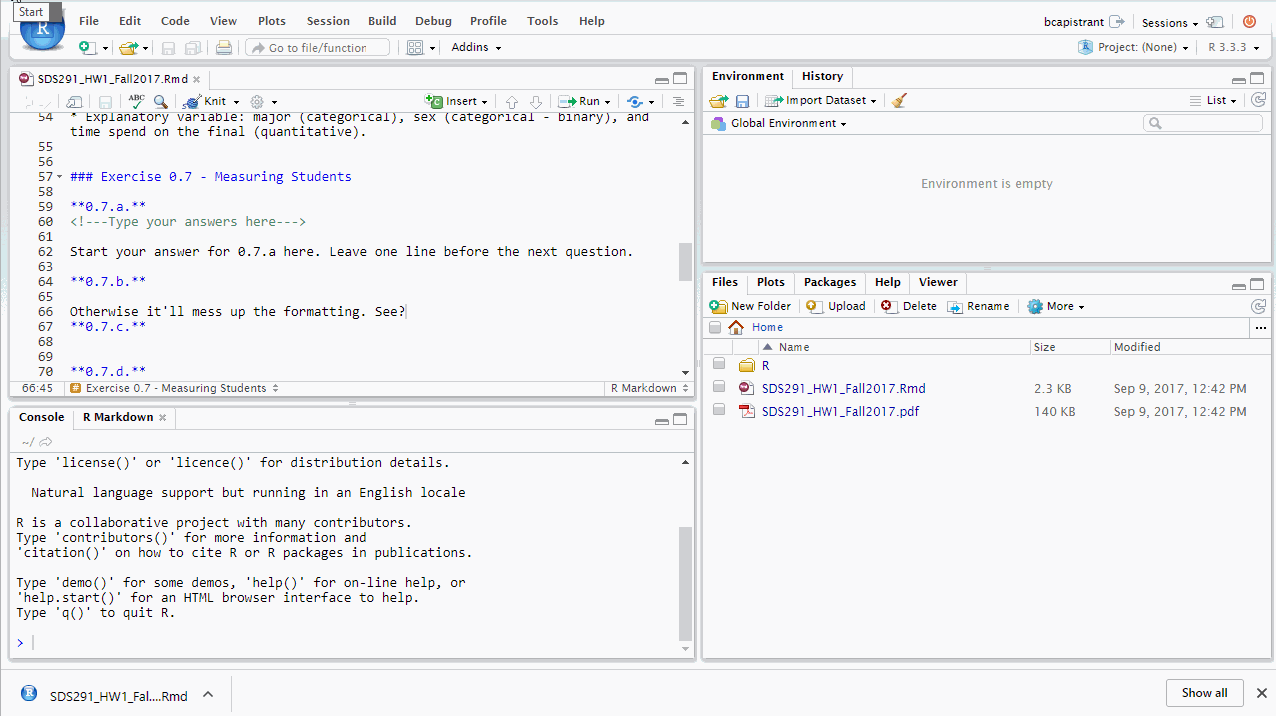 Start
R
File Edit Code View Plots Session Build Debug Profile Tools Help
bcapistrant Sessions
Go to file/function Addins
Project: (None) R 3.3.3
SDS291_HW1_Fall2017.Rmd
ABC Knit Insert Run
54 * Explanatory variable: major (categorical), sex (categorical - binary), and
time spend on the final (quantitative).
55
56
57 ### Exercise 0.7 - Measuring Students
58
59 **0.7.a.**
60 <!---Type your answers here--->
61
62 Start your answer for 0.7.a here. Leave one line before the next question.
63
64 **0.7.b.**
65
66 Otherwise it'll mess up the formatting. See?
67 **0.7.c.**
68
69
70 **0.7.d.**
66:45 # Exercise 0.7 - Measuring Students R Markdown
Console R Markdown
~/
Type 'license()' or 'licence()' for distribution details.
Natural language support but running in an English locale
R is a collaborative project with many contributors.
Type 'contributors()' for more information and
'citation()' on how to cite R or R packages in publications.
Type 'demo()' for some demos, 'help()' for on-line help, or
'help.start()' for an HTML browser interface to help.
Type 'q()' to quit R.
>
Environment History
Import Dataset List
Global Environment
Environment is empty
Files Plots Packages Help Viewer
New Folder Upload Delete Rename More
Home ...
Name Size Modified
R
SDS291_HW1_Fall2017.Rmd 2.3 KB Sep 9, 2017, 12:42 PM
SDS291_HW1_Fall2017.pdf 140 KB Sep 9, 2017, 12:42 PM
R SDS291_HW1_Fal....Rmd Show all